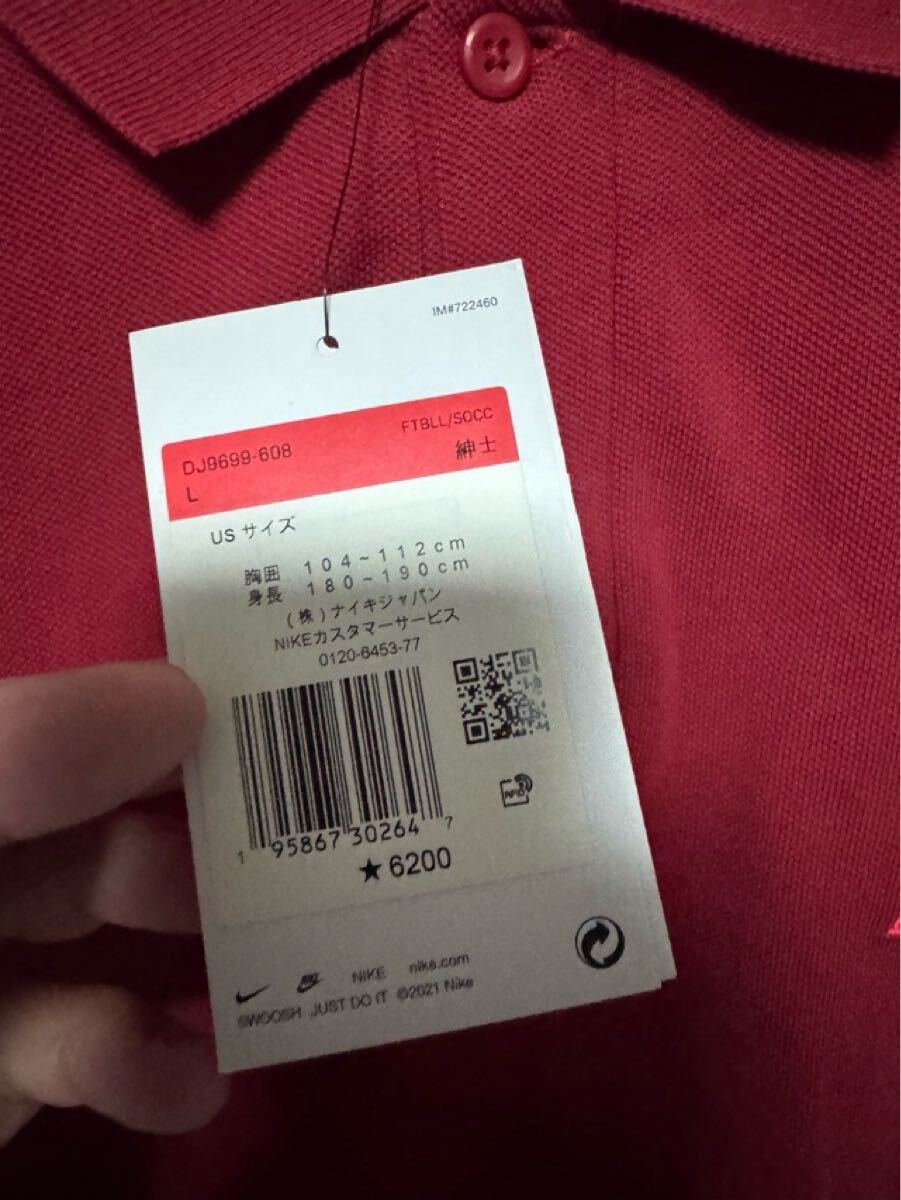 IM#722460
FTBLL/SOCC
DJ9699-608
紳士
L
US サイズ
胸囲 104~112cm
身長 180~190cm
(株)ナイキジャパン
NIKEカスタマーサービス
0120-6453-77
RFID
1 95867 30264 7
★6200
NIKE nike.com
SWOOSH JUST DO IT ©2021 Nike